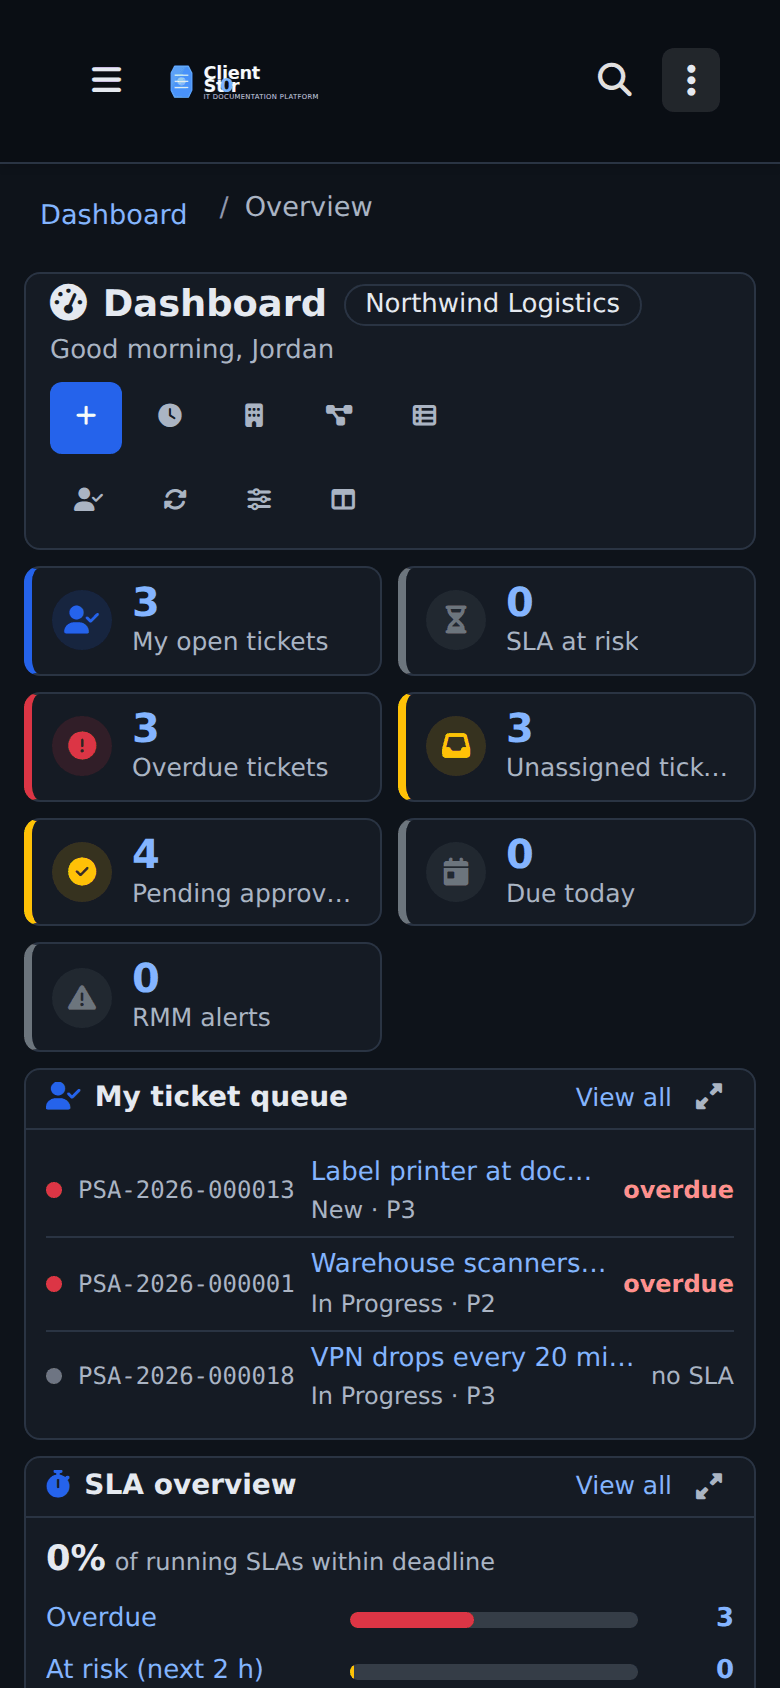 Client
St0r
IT DOCUMENTATION PLATFORM
Dashboard / Overview
Dashboard Northwind Logistics
Good morning, Jordan
3
My open tickets
0
SLA at risk
3
Overdue tickets
3
Unassigned tick...
4
Pending approv...
0
Due today
0
RMM alerts
My ticket queue View all
PSA-2026-000013 Label printer at doc... overdue
New · P3
PSA-2026-000001 Warehouse scanners... overdue
In Progress · P2
PSA-2026-000018 VPN drops every 20 mi... no SLA
In Progress · P3
SLA overview View all
0% of running SLAs within deadline
Overdue 3
At risk (next 2 h) 0